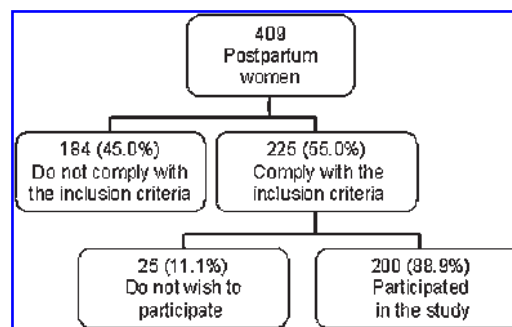 409
Postpartum
women
184 (45.0%)
Do not comply with
the inclusion criteria
225 (55.0%)
Comply with the
inclusion criteria
25 (11.1%)
Do not wish to
participate
200 (88.9%)
Participated
in the study